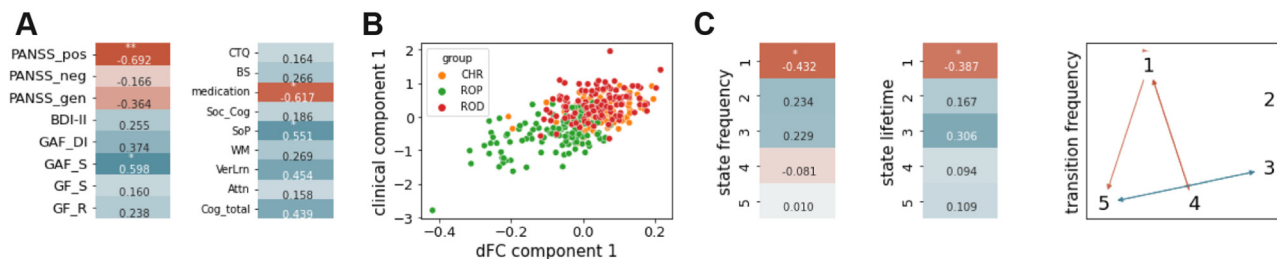 A
PANSS_pos ** -0.692
PANSS_neg -0.166
PANSS_gen -0.364
BDI-II 0.255
GAF_DI 0.374
GAF_S * 0.598
GF_S 0.160
GF_R 0.238
CTQ 0.164
BS 0.266
medication * -0.617
Soc_Cog 0.186
SoP * 0.551
WM 0.269
VerLrn 0.454
Attn 0.158
Cog_total 0.439
B
clinical component 1
2
1
0
−1
−2
−3
group
CHR
ROP
ROD
−0.4 −0.2 0.0 0.2
dFC component 1
C
state frequency
1 * -0.432
2 0.234
3 0.229
4 -0.081
5 0.010
state lifetime
1 * -0.387
2 0.167
3 0.306
4 0.094
5 0.109
transition frequency
1
2
3
5 4